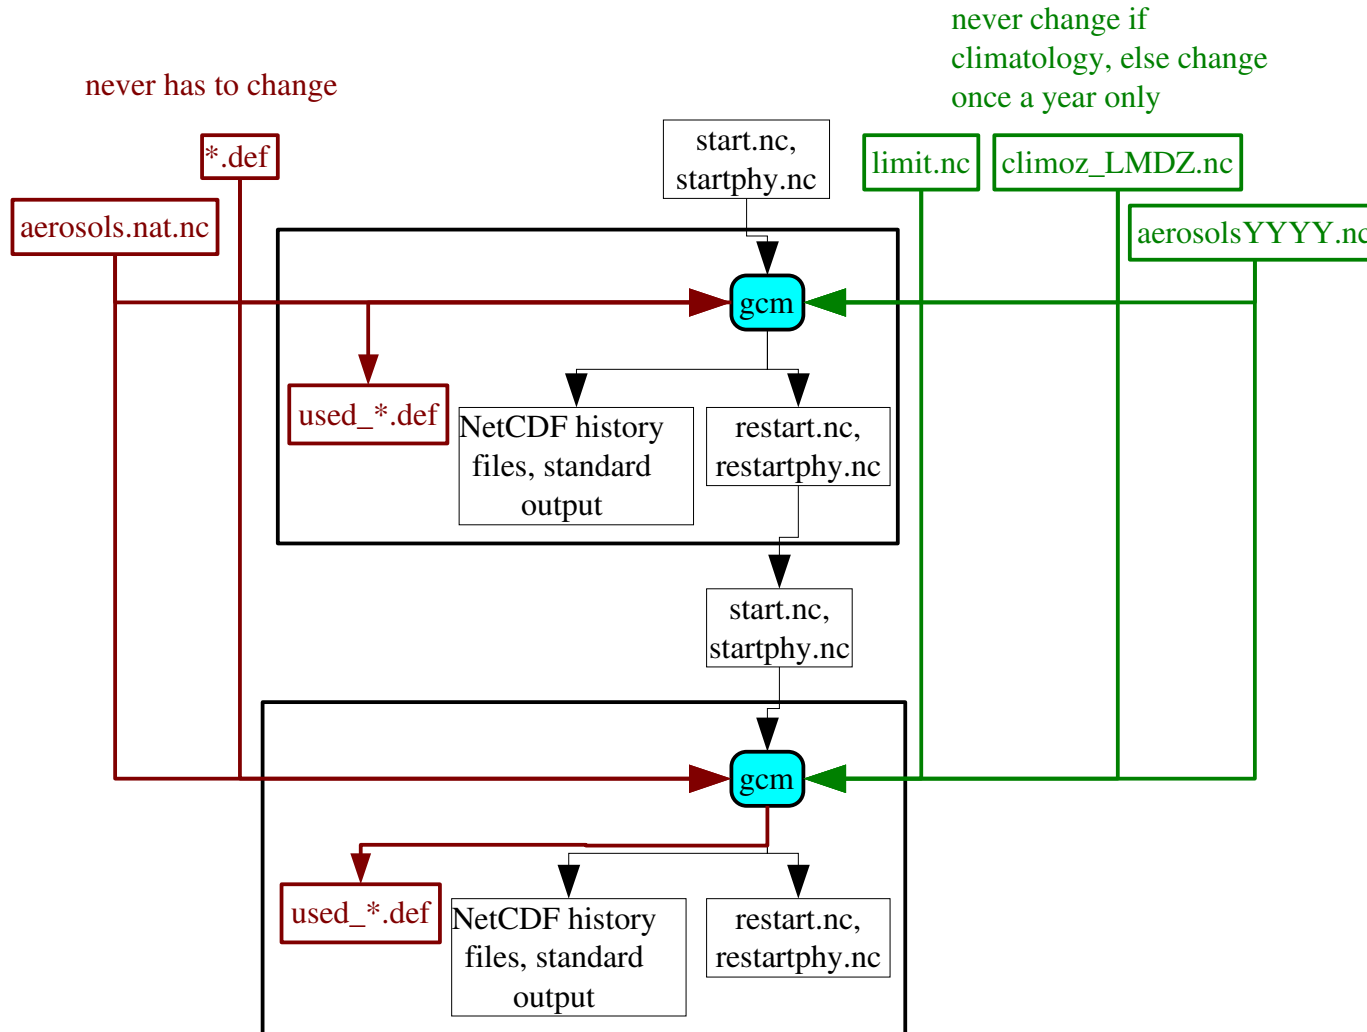 never change if
climatology, else change
once a year only
never has to change
*.def
start.nc,
startphy.nc
limit.nc
climoz_LMDZ.nc
aerosols.nat.nc
aerosolsYYYY.nc
gcm
used_*.def
NetCDF history
files, standard
output
restart.nc,
restartphy.nc
start.nc,
startphy.nc
gcm
used_*.def
NetCDF history
files, standard
output
restart.nc,
restartphy.nc